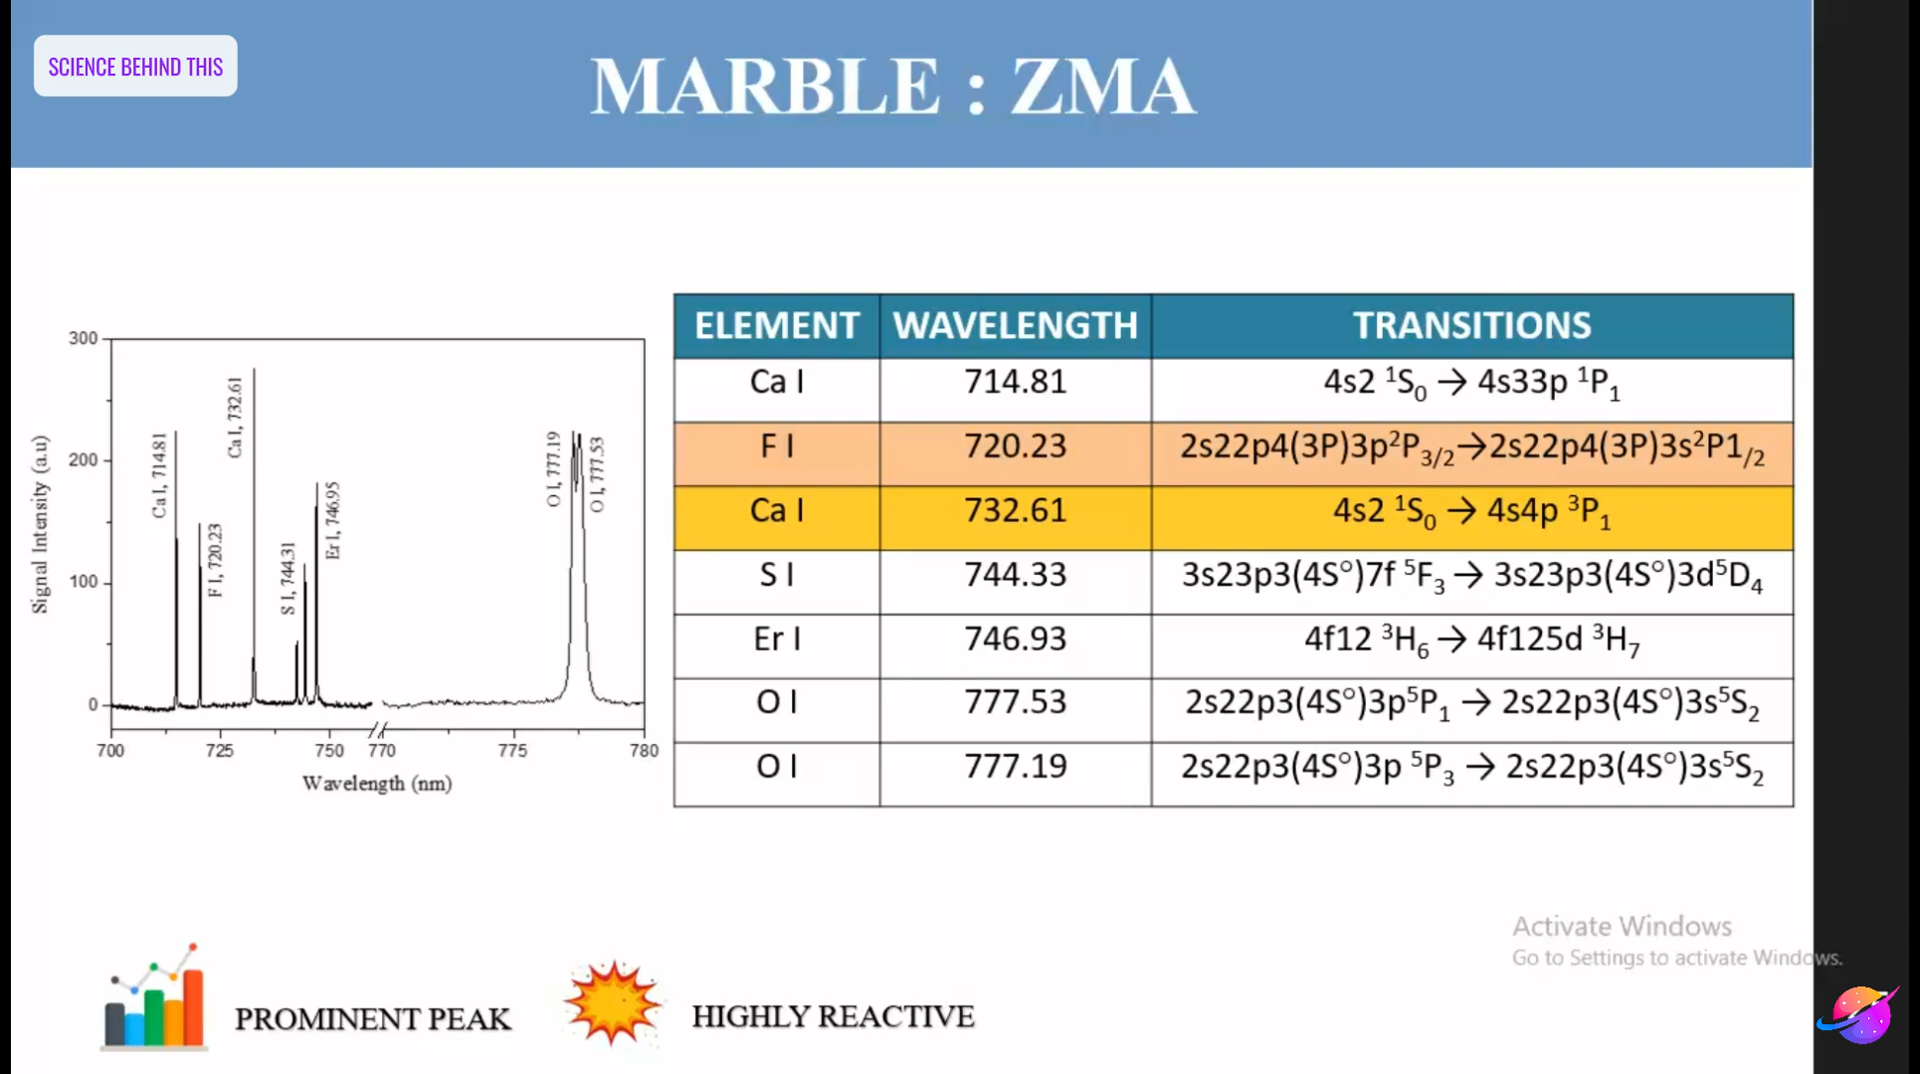 SCIENCE BEHIND THIS
MARBLE : ZMA
300
200
100
0
Signal Intensity (a.u)
Ca I, 714.81
F I, 720.23
Ca I, 732.61
S I, 744.31
Er I, 746.95
O I, 777.19
O I, 777.53
700 725 750 770 775 780
Wavelength (nm)
ELEMENT WAVELENGTH TRANSITIONS
Ca I 714.81 4s2 ¹S₀ → 4s33p ¹P₁
F I 720.23 2s22p4(3P)3p²P₃/₂→2s22p4(3P)3s²P1/₂
Ca I 732.61 4s2 ¹S₀ → 4s4p ³P₁
S I 744.33 3s23p3(4S°)7f ⁵F₃ → 3s23p3(4S°)3d⁵D₄
Er I 746.93 4f12 ³H₆ → 4f125d ³H₇
O I 777.53 2s22p3(4S°)3p⁵P₁ → 2s22p3(4S°)3s⁵S₂
O I 777.19 2s22p3(4S°)3p ⁵P₃ → 2s22p3(4S°)3s⁵S₂
Activate Windows
Go to Settings to activate Windows.
PROMINENT PEAK
HIGHLY REACTIVE